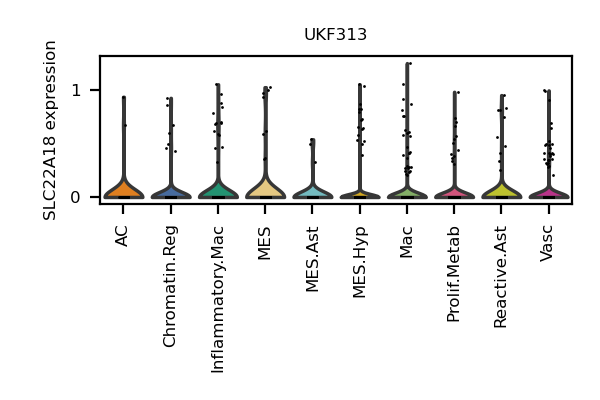 UKF313
SLC22A18 expression
1
0
AC
Chromatin.Reg
Inflammatory.Mac
MES
MES.Ast
MES.Hyp
Mac
Prolif.Metab
Reactive.Ast
Vasc